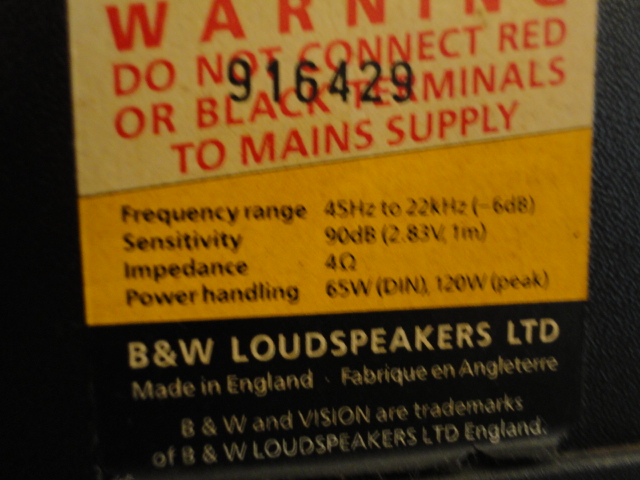 WARNING
DO NOT CONNECT RED
916429
OR BLACK TERMINALS
TO MAINS SUPPLY
Frequency range 45Hz to 22kHz (-6dB)
Sensitivity 90dB (2.83V, 1m)
Impedance 4Ω
Power handling 65W (DIN), 120W (peak)
B&W LOUDSPEAKERS LTD
Made in England · Fabrique en Angleterre
B & W and VISION are trademarks
of B & W LOUDSPEAKERS LTD England.